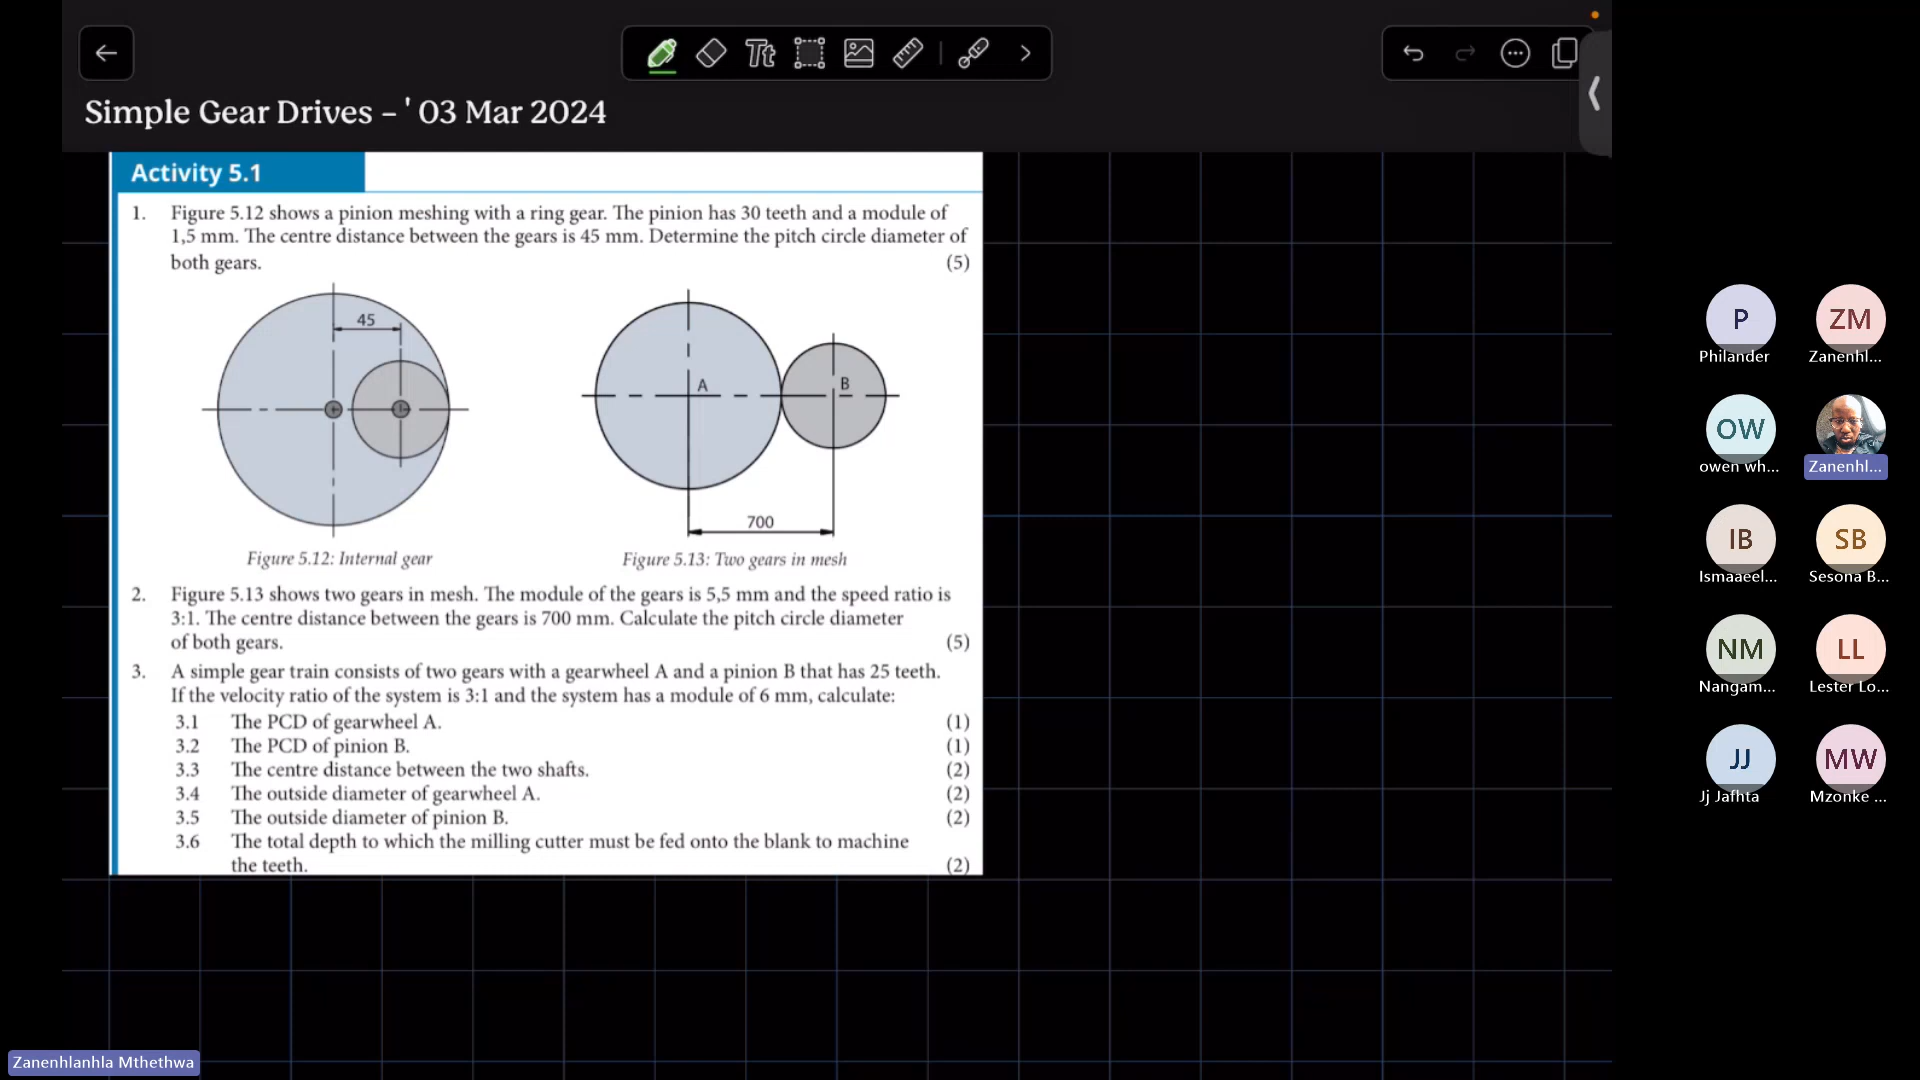 Simple Gear Drives – ' 03 Mar 2024
Activity 5.1
1. Figure 5.12 shows a pinion meshing with a ring gear. The pinion has 30 teeth and a module of
1,5 mm. The centre distance between the gears is 45 mm. Determine the pitch circle diameter of
both gears. (5)
45
A
B
700
Figure 5.12: Internal gear
Figure 5.13: Two gears in mesh
2. Figure 5.13 shows two gears in mesh. The module of the gears is 5,5 mm and the speed ratio is
3:1. The centre distance between the gears is 700 mm. Calculate the pitch circle diameter
of both gears. (5)
3. A simple gear train consists of two gears with a gearwheel A and a pinion B that has 25 teeth.
If the velocity ratio of the system is 3:1 and the system has a module of 6 mm, calculate:
3.1 The PCD of gearwheel A. (1)
3.2 The PCD of pinion B. (1)
3.3 The centre distance between the two shafts. (2)
3.4 The outside diameter of gearwheel A. (2)
3.5 The outside diameter of pinion B. (2)
3.6 The total depth to which the milling cutter must be fed onto the blank to machine
the teeth. (2)
Tt
P
Philander
ZM
Zanenhl...
OW
owen wh...
Zanenhl...
IB
Ismaaeel...
SB
Sesona B...
NM
Nangam...
LL
Lester Lo...
JJ
Jj Jafhta
MW
Mzonke ...
Zanenhlanhla Mthethwa